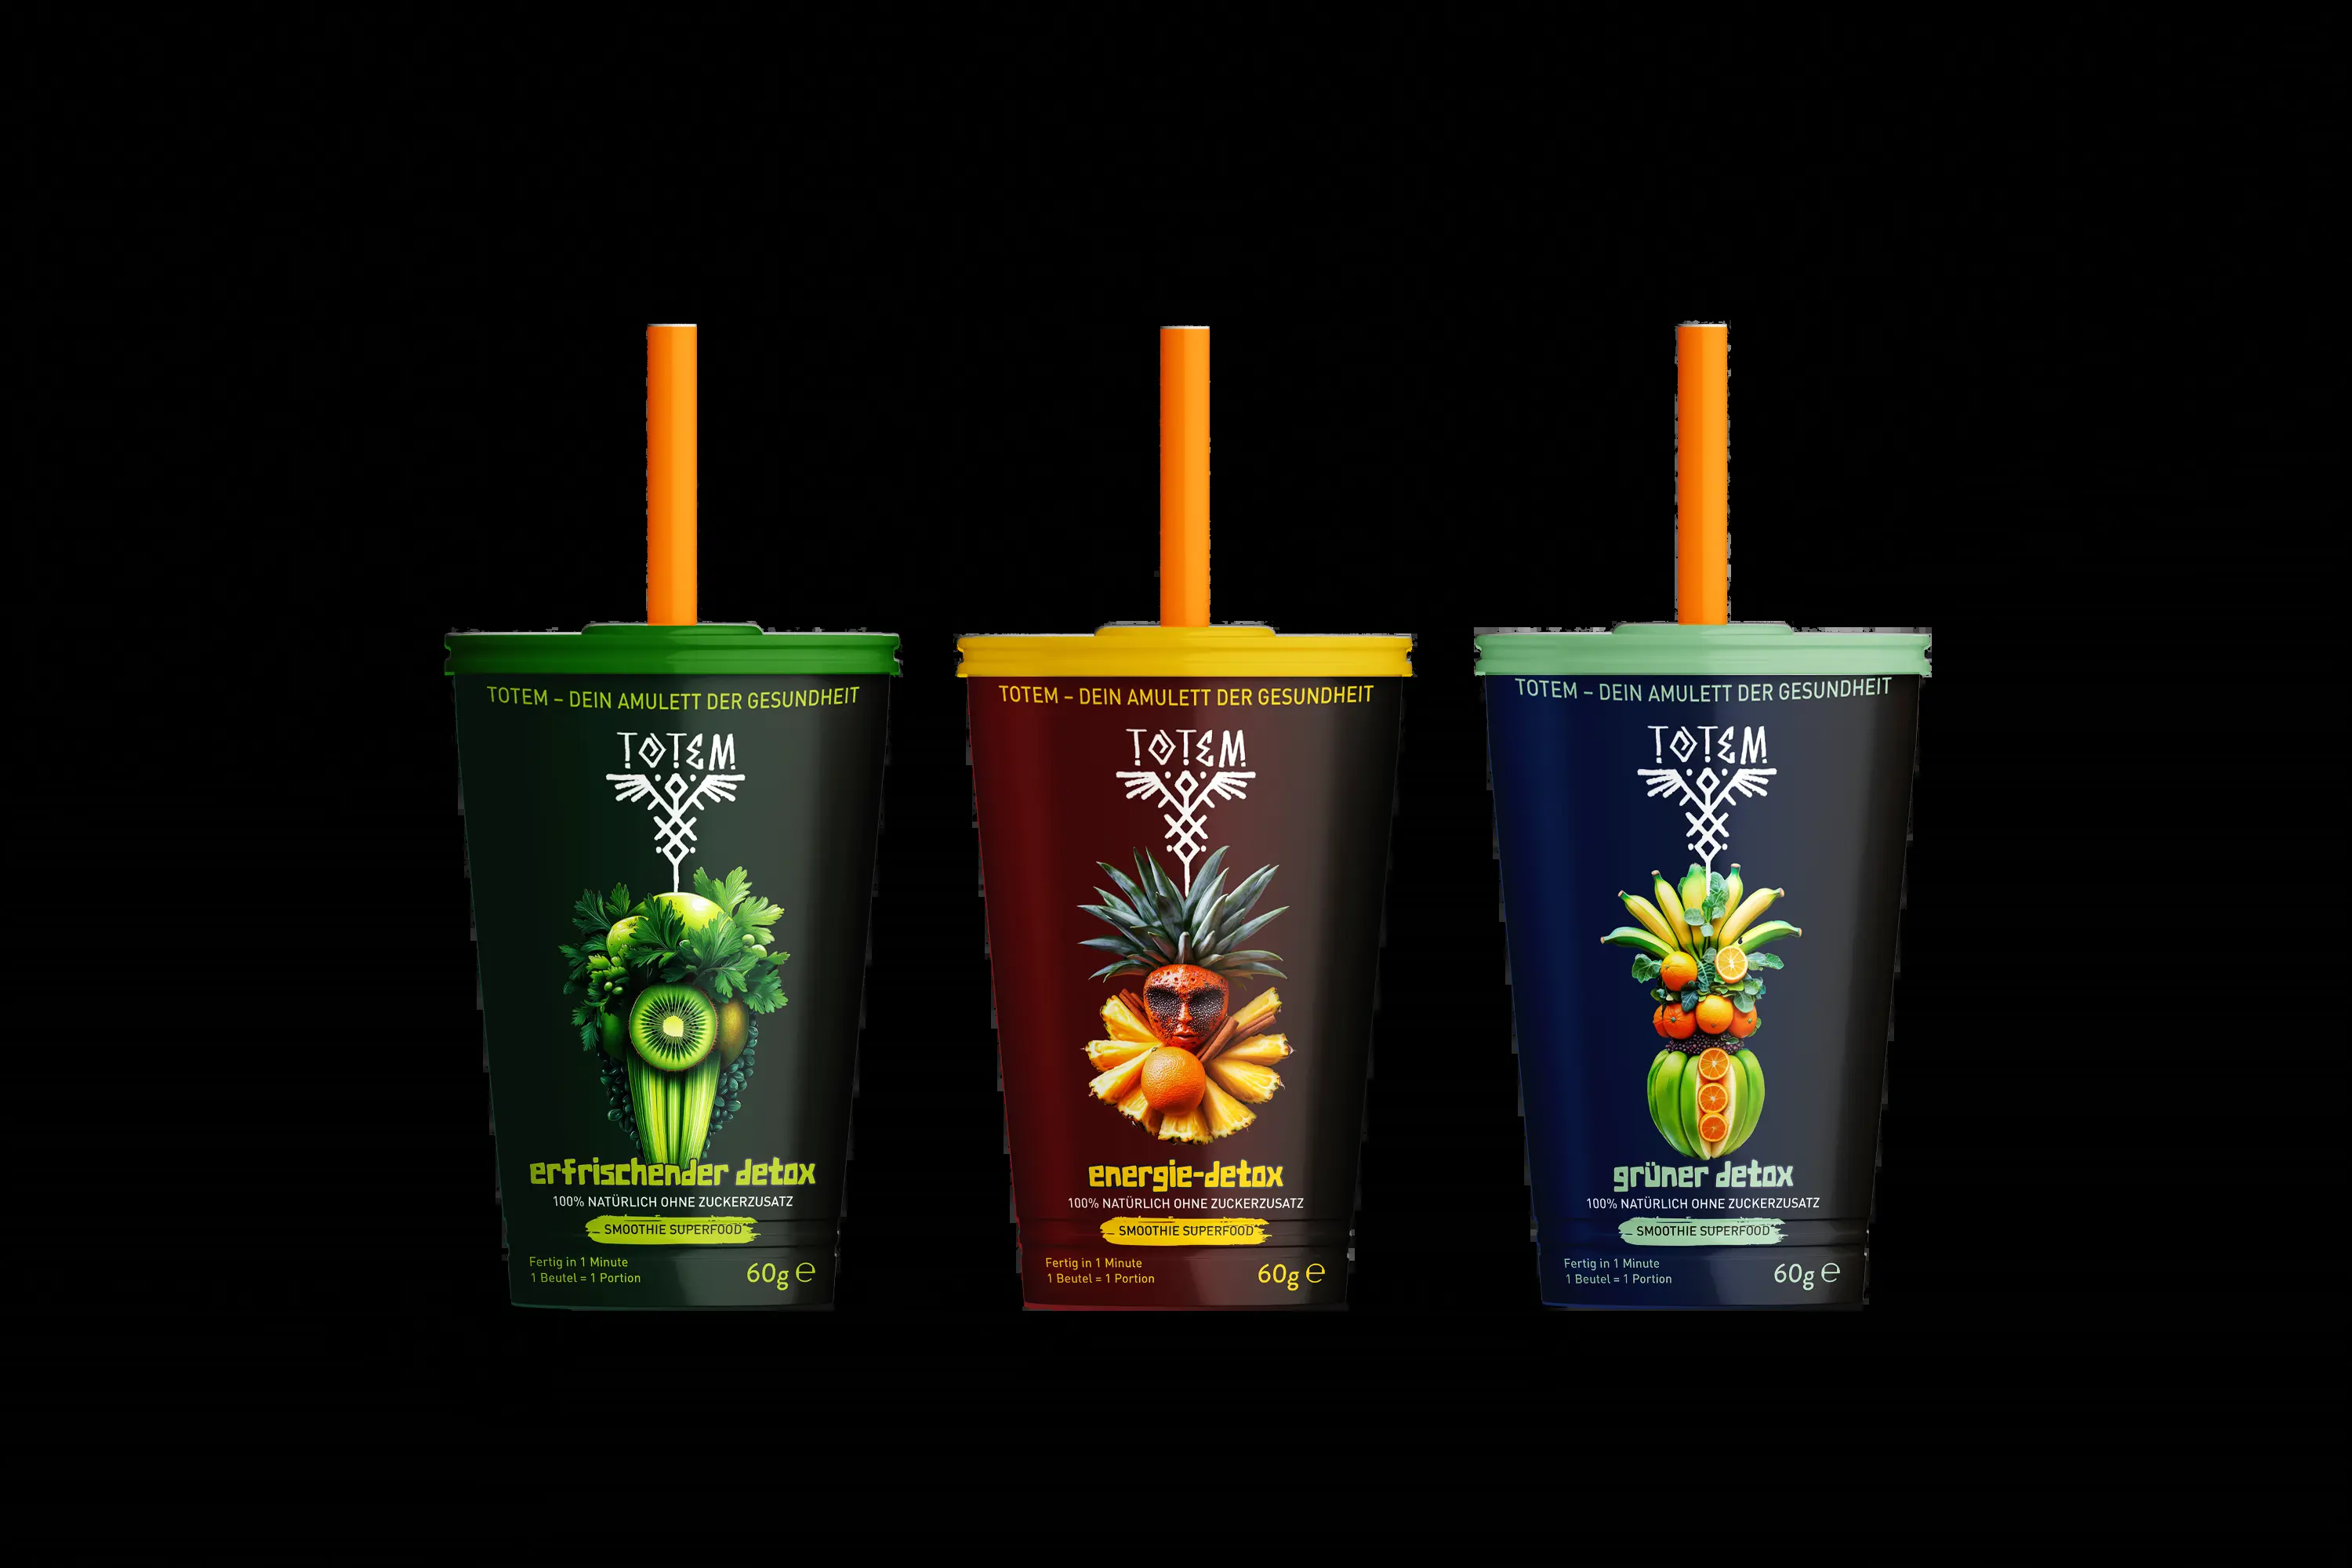 TOTEM – DEIN AMULETT DER GESUNDHEIT
TOTEM
erfrischender detox
100% NATÜRLICH OHNE ZUCKERZUSATZ
SMOOTHIE SUPERFOOD
Fertig in 1 Minute
1 Beutel = 1 Portion
60g ℮
TOTEM – DEIN AMULETT DER GESUNDHEIT
TOTEM
energie-detox
100% NATÜRLICH OHNE ZUCKERZUSATZ
SMOOTHIE SUPERFOOD
Fertig in 1 Minute
1 Beutel = 1 Portion
60g ℮
TOTEM – DEIN AMULETT DER GESUNDHEIT
TOTEM
grüner detox
100% NATÜRLICH OHNE ZUCKERZUSATZ
SMOOTHIE SUPERFOOD
Fertig in 1 Minute
1 Beutel = 1 Portion
60g ℮